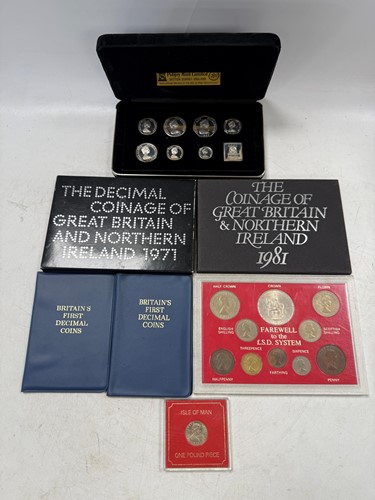 THE DECIMAL
COINAGE OF
GREAT BRITAIN
AND NORTHERN
IRELAND 1971
THE
COINAGE OF
GREAT BRITAIN
& NORTHERN
IRELAND
1981
BRITAIN'S
FIRST
DECIMAL
COINS
BRITAIN'S
FIRST
DECIMAL
COINS
HALF CROWN
CROWN
FLORIN
ENGLISH
SHILLING
FAREWELL
to the
£.S.D. SYSTEM
SCOTTISH
SHILLING
THREEPENCE
SIXPENCE
HALFPENNY
FARTHING
PENNY
ISLE OF MAN
ONE POUND PIECE